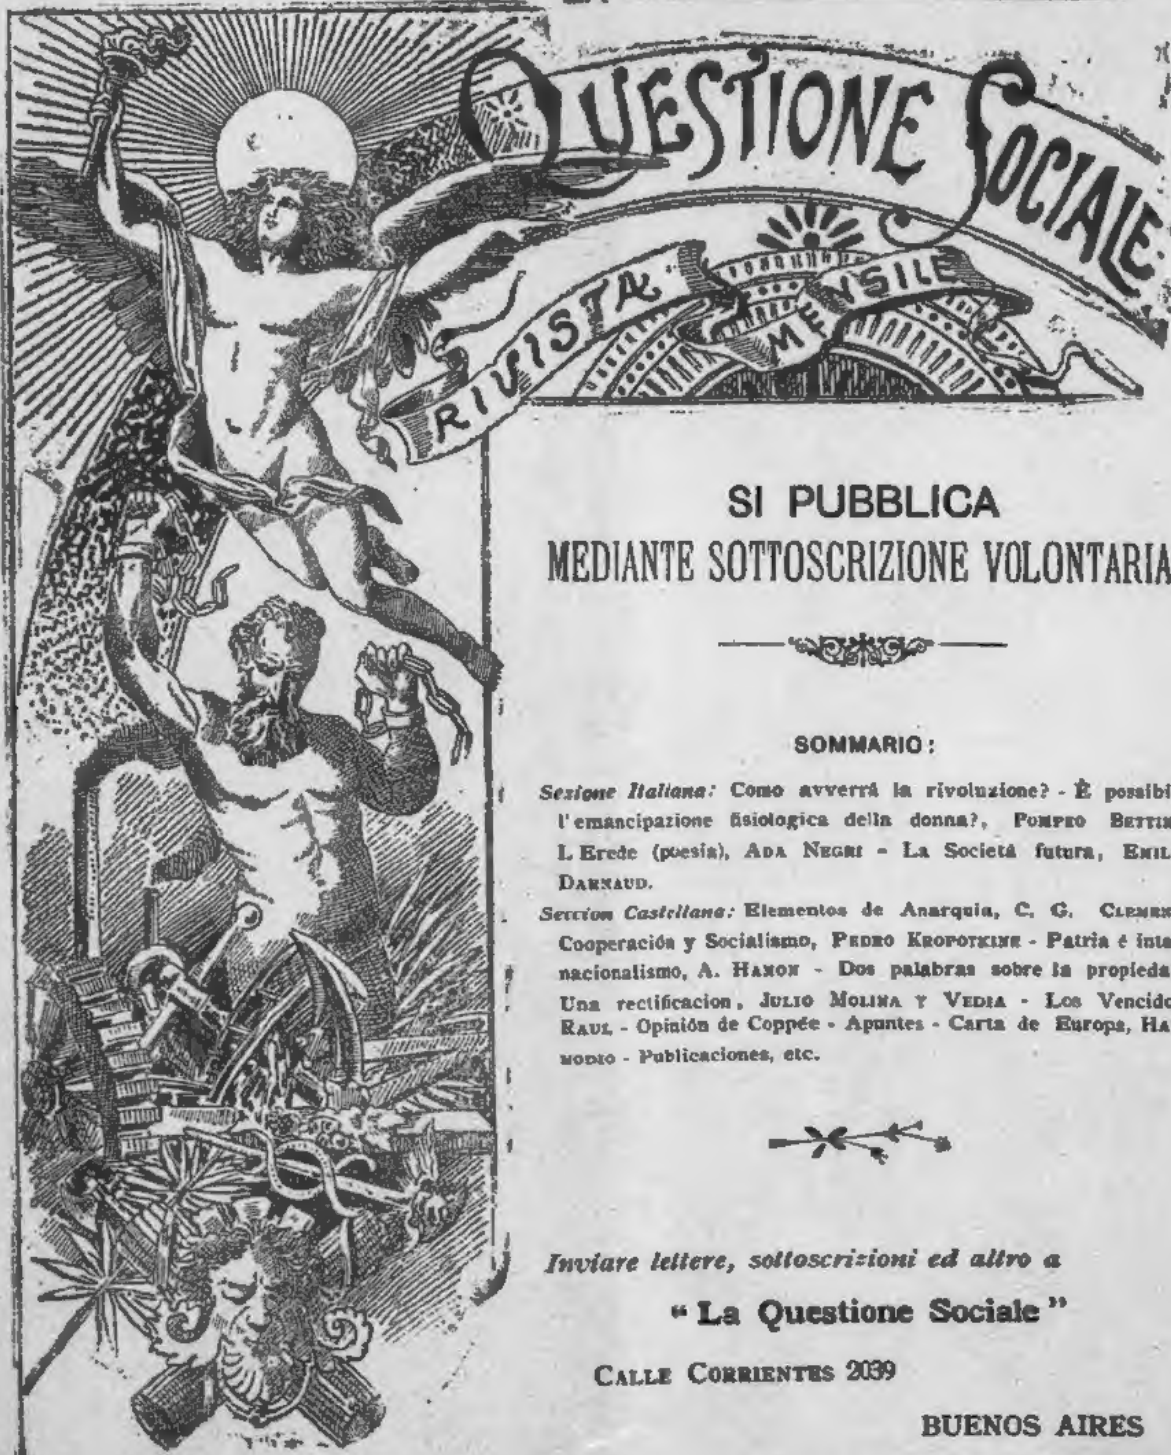 QUESTIONE SOCIALE
RIVISTA MENSILE
SI PUBBLICA
MEDIANTE SOTTOSCRIZIONE VOLONTARIA
SOMMARIO:
Sezione Italiana: Como avverrá la rivoluzione? - È possibi
l'emancipazione fisiologica della donna?, POMPEO BETTIN
L Erede (poesia), ADA NEGRI - La Societá futura, EMIL
DARNAUD.
Seccion Castellana: Elementos de Anarquia, C. G. CLEMEN
Cooperación y Socialismo, PEDRO KROPOTKINE - Patria é inte
nacionalismo, A. HAMON - Dos palabras sobre la propieda
Una rectificacion, JULIO MOLINA Y VEDIA - Los Vencido
RAUL - Opinión de Coppée - Apuntes - Carta de Europa, HA
MODIO - Publicaciones, etc.
Inviare lettere, sottoscrizioni ed altro a
“La Questione Sociale”
CALLE CORRIENTES 2039
BUENOS AIRES